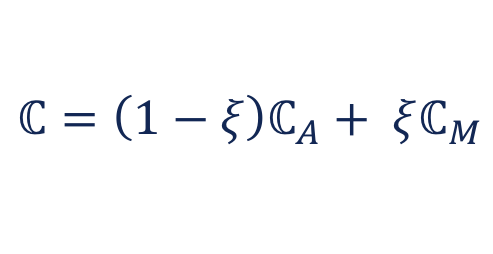 ℂ = (1 − ξ)ℂ_A + ξℂ_M